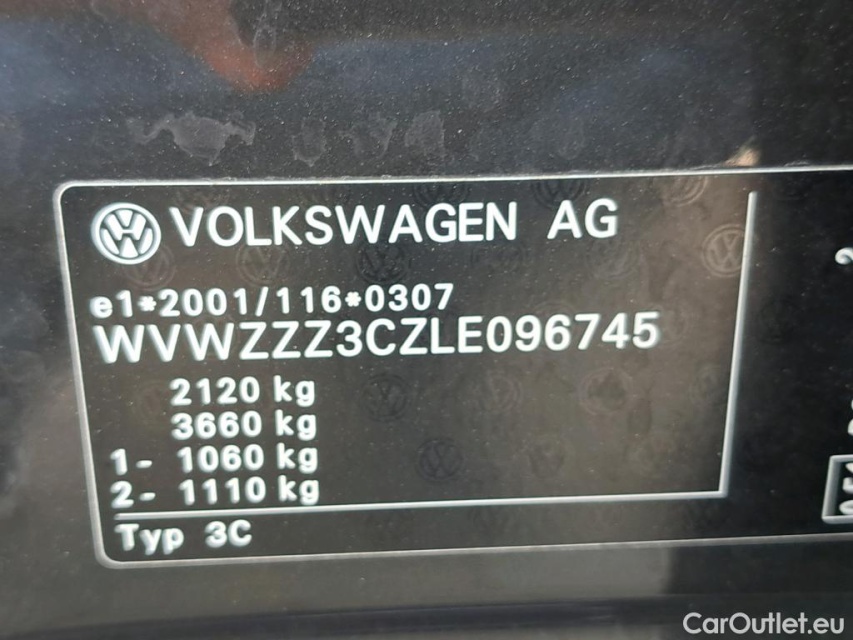 VOLKSWAGEN AG
e1*2001/116*0307
WVWZZZ3CZLE096745
2120 kg
3660 kg
1- 1060 kg
2- 1110 kg
Typ 3C
CarOutlet.eu